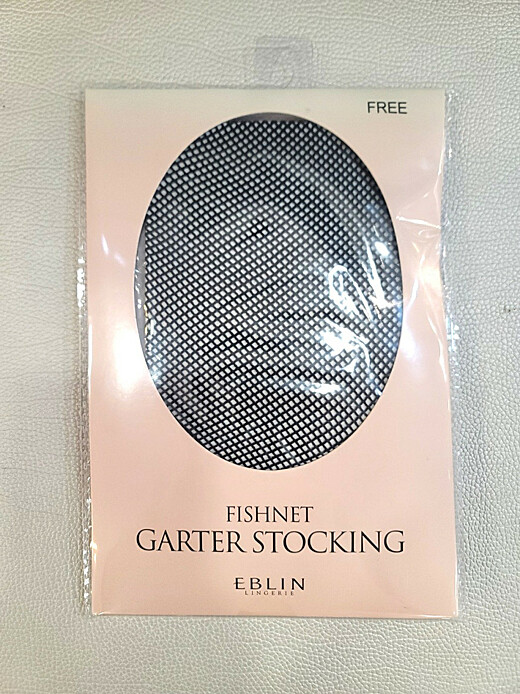 FREE
FISHNET
GARTER STOCKING
EBLIN
LINGERIE